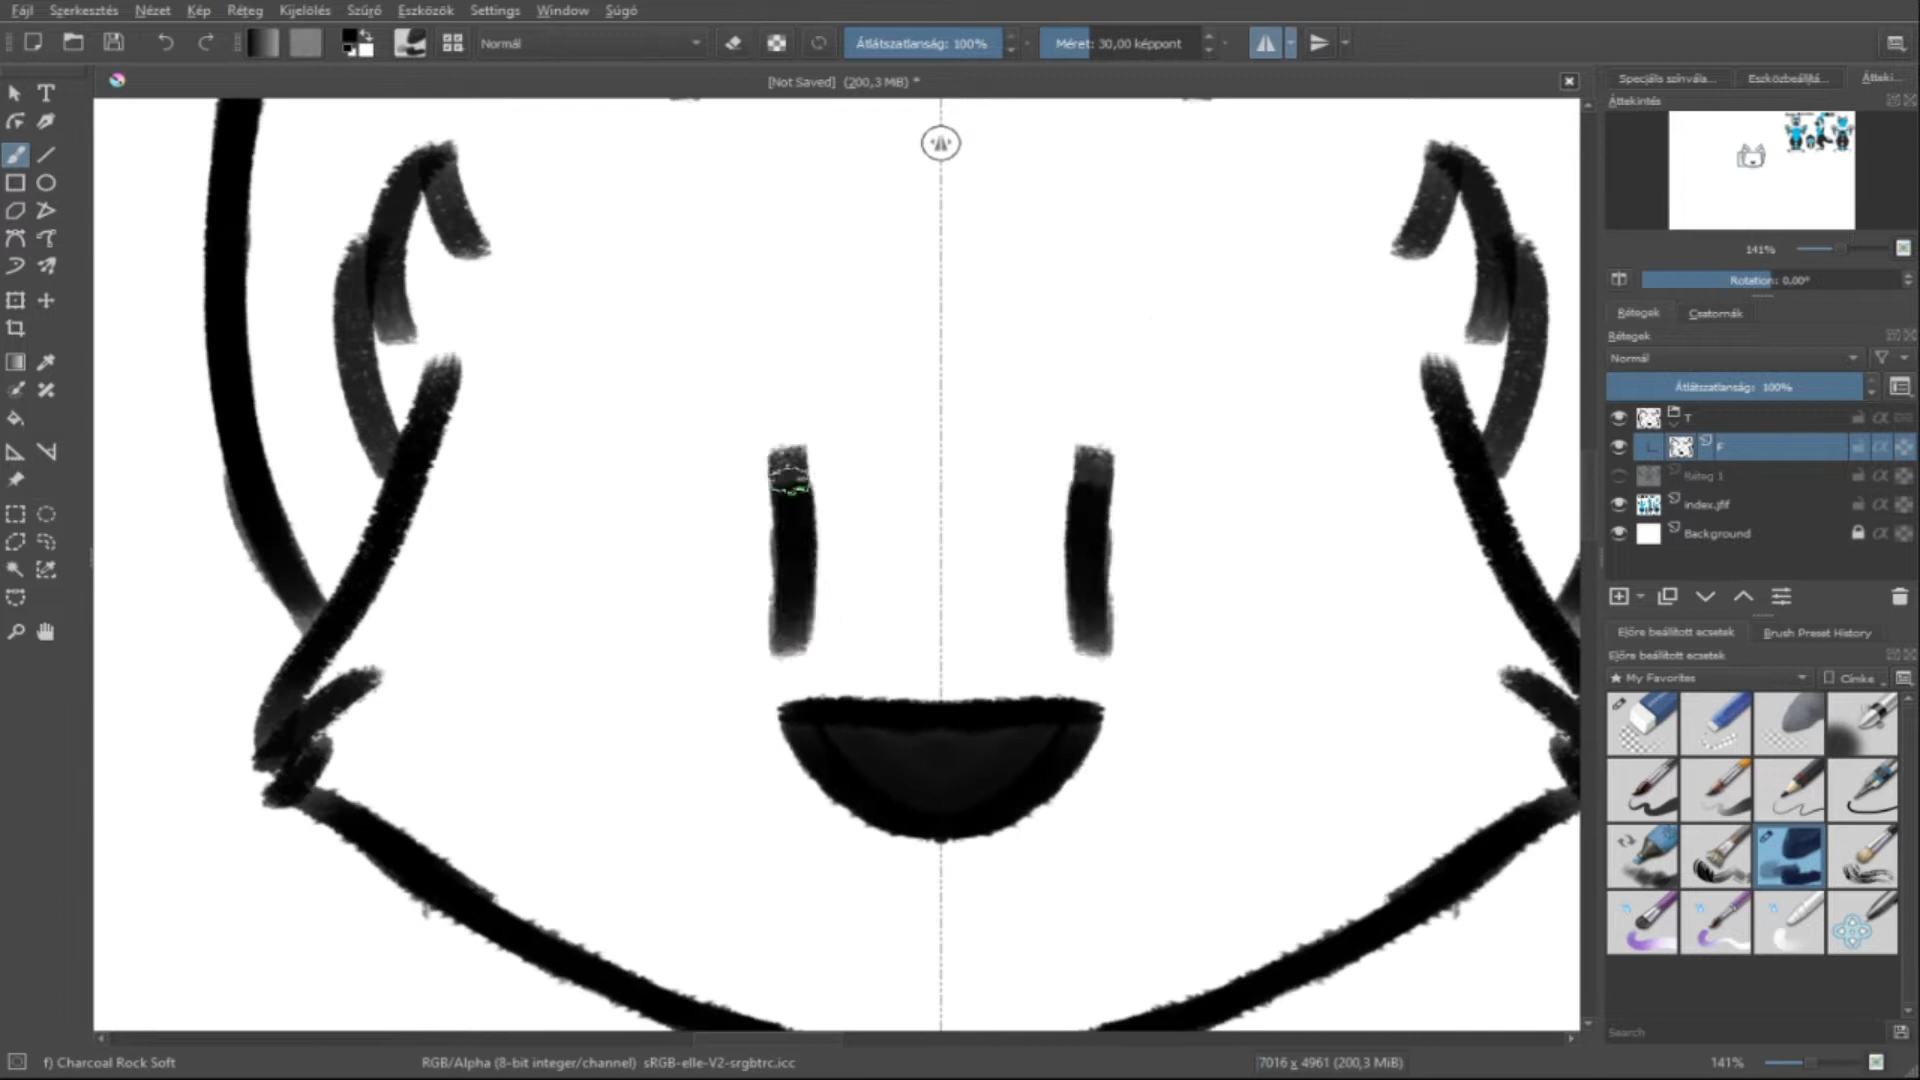 Fájl Szerkesztés Nézet Kép Réteg Kijelölés Szűrő Eszközök Settings Window Súgó
Normál Átlátszatlanság: 100% Méret: 30,00 képpont
[Not Saved] (200,3 MiB) *
Speciális színvála... Eszközbeállítá... Átteki...
Áttekintés
141%
Rotation: 0,00°
Rétegek Csatornák
Rétegek
Normál
Átlátszatlanság: 100%
T
F
Réteg 1
index.jfif
Background
Előre beállított ecsetek Brush Preset History
Előre beállított ecsetek
My Favorites Címke
Search
f) Charcoal Rock Soft RGB/Alpha (8-bit integer/channel) sRGB-elle-V2-srgbtrc.icc 7016 x 4961 (200,3 MiB) 141%